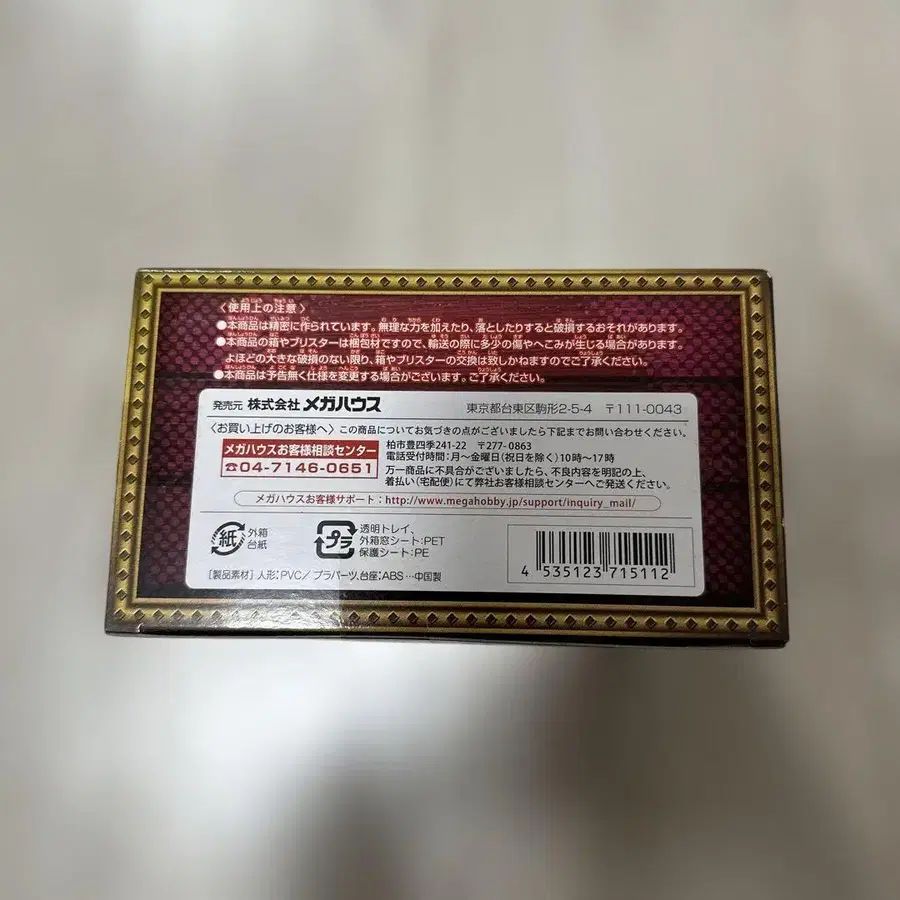 〈使用上の注意〉
●本商品は精密に作られています。無理な力を加えたり、落としたりすると破損するおそれがあります。
●本商品の箱やブリスターは梱包材ですので、輸送の際に多少の傷やへこみが生じる場合があります。
よほどの大きな破損のない限り、箱やブリスターの交換は致しかねますのでご了承ください。
●本商品は予告無く仕様を変更する場合がございます。ご了承ください。
発売元 株式会社 メガハウス 東京都台東区駒形2-5-4 〒111-0043
〈お買い上げのお客様へ〉この商品についてお気づきの点がございましたら下記までお問い合わせください。
メガハウスお客様相談センター
☎04-7146-0651
柏市豊四季241-22 〒277-0863
電話受付時間:月〜金曜日(祝日を除く)10時〜17時
万一商品に不具合がございましたら、不良内容を明記の上、
着払い(宅配便)にて弊社お客様相談センターへご発送ください。
メガハウスお客様サポート:http://www.megahobby.jp/support/inquiry_mail/
紙 外箱
台紙
プラ 透明トレイ、
外箱窓シート:PET
保護シート:PE
[製品素材]人形:PVC/プラパーツ,台座:ABS…中国製
4 535123 715112